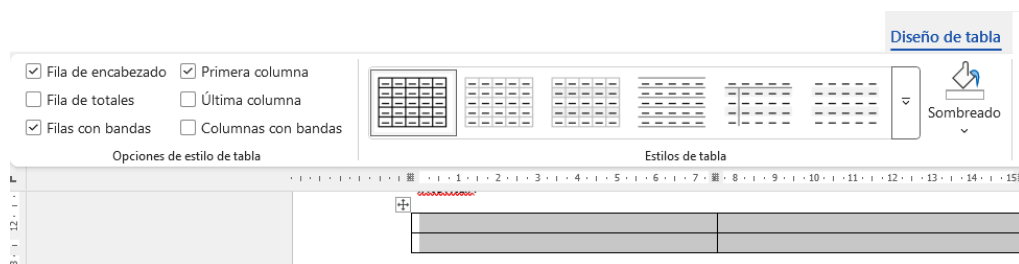 Diseño de tabla
Fila de encabezado Primera columna
Fila de totales Última columna
Filas con bandas Columnas con bandas
Sombreado
Opciones de estilo de tabla Estilos de tabla
L
1 2 3 4 5 6 7 8 9 10 11 12 13 14 15
12